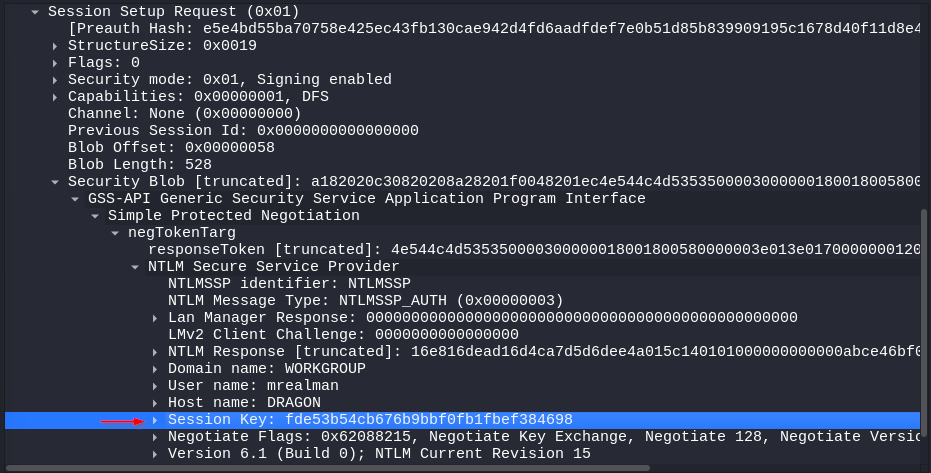 Session Setup Request (0x01)
[Preauth Hash: e5e4bd55ba70758e425ec43fb130cae942d4fd6aadfdef7e0b51d85b839909195c1678d40f11d8e4
StructureSize: 0x0019
Flags: 0
Security mode: 0x01, Signing enabled
Capabilities: 0x00000001, DFS
Channel: None (0x00000000)
Previous Session Id: 0x0000000000000000
Blob Offset: 0x00000058
Blob Length: 528
Security Blob [truncated]: a182020c30820208a28201f0048201ec4e544c4d5353500003000000180018005800
GSS-API Generic Security Service Application Program Interface
Simple Protected Negotiation
negTokenTarg
responseToken [truncated]: 4e544c4d535350000300000018001800580000003e013e01700000000120
NTLM Secure Service Provider
NTLMSSP identifier: NTLMSSP
NTLM Message Type: NTLMSSP_AUTH (0x00000003)
Lan Manager Response: 000000000000000000000000000000000000000000000000
LMv2 Client Challenge: 0000000000000000
NTLM Response [truncated]: 16e816dead16d4ca7d5d6dee4a015c140101000000000000abce46bf0
Domain name: WORKGROUP
User name: mrealman
Host name: DRAGON
Session Key: fde53b54cb676b9bbf0fb1fbef384698
Negotiate Flags: 0x62088215, Negotiate Key Exchange, Negotiate 128, Negotiate Versio
Version 6.1 (Build 0); NTLM Current Revision 15